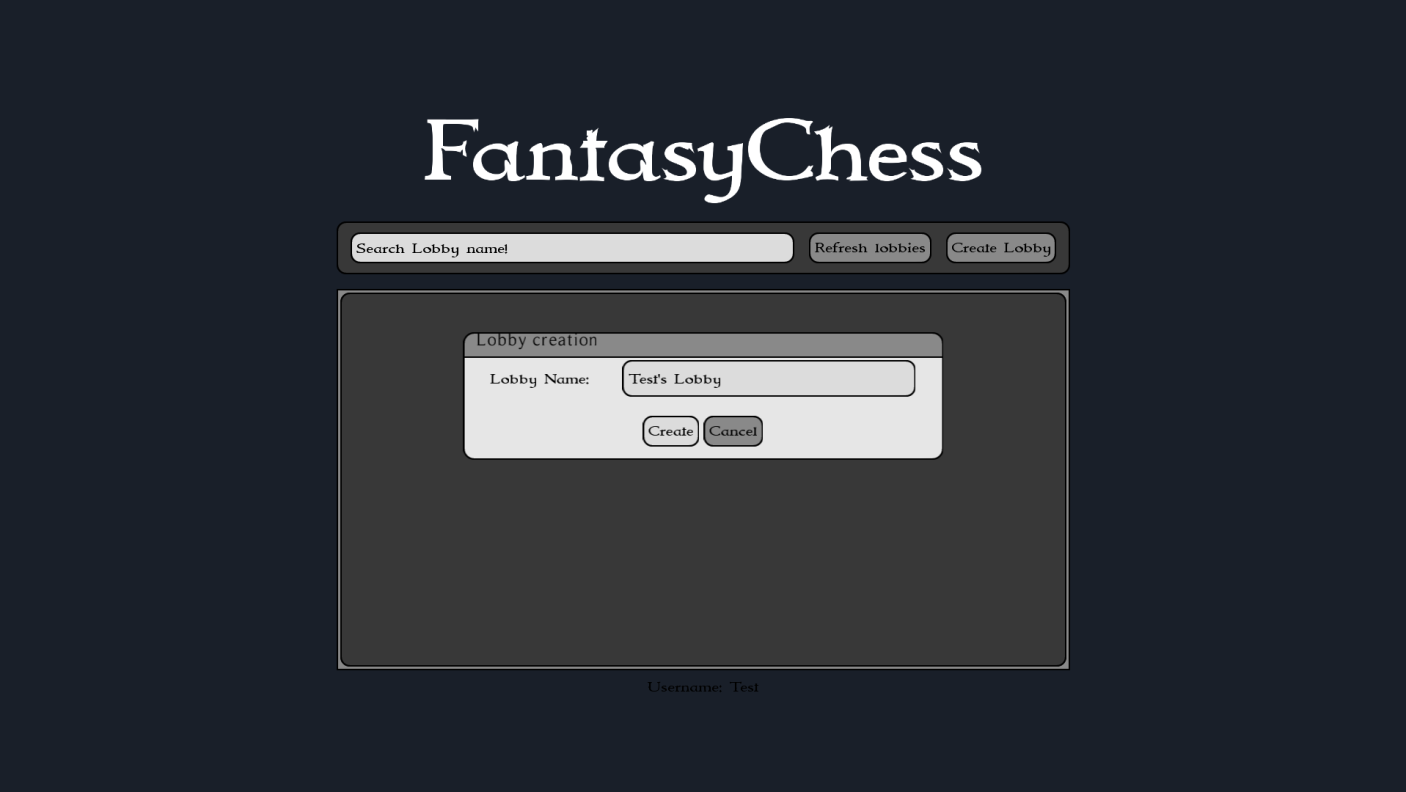 FantasyChess
Search Lobby name! Refresh lobbies Create Lobby
Lobby creation
Lobby Name: Test's Lobby
Create Cancel
Username: Test